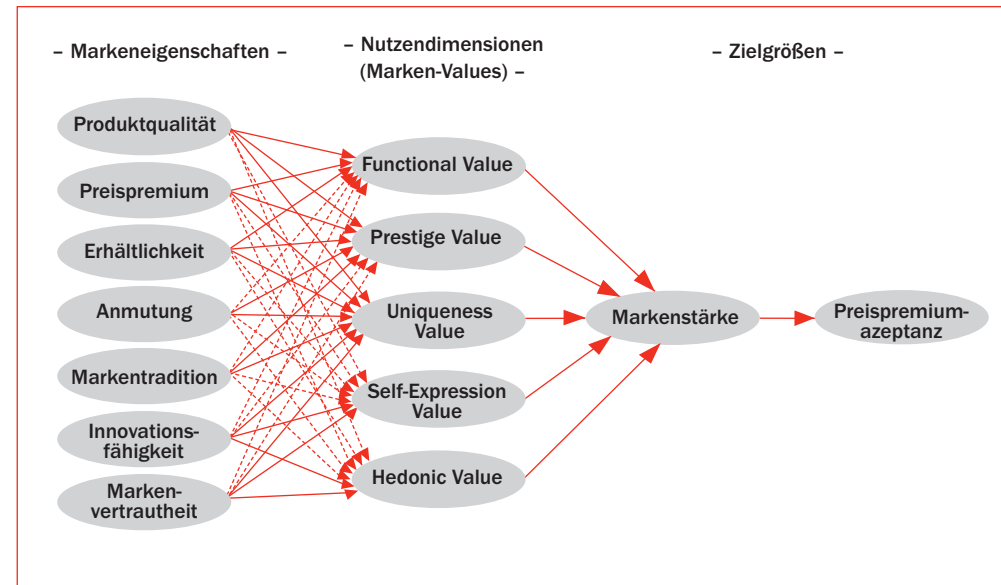 – Markeneigenschaften –
– Nutzendimensionen
(Marken-Values) –
– Zielgrößen –
Produktqualität
Preispremium
Erhältlichkeit
Anmutung
Markentradition
Innovations-
fähigkeit
Marken-
vertrautheit
Functional Value
Prestige Value
Uniqueness
Value
Self-Expression
Value
Hedonic Value
Markenstärke
Preispremium-
azeptanz